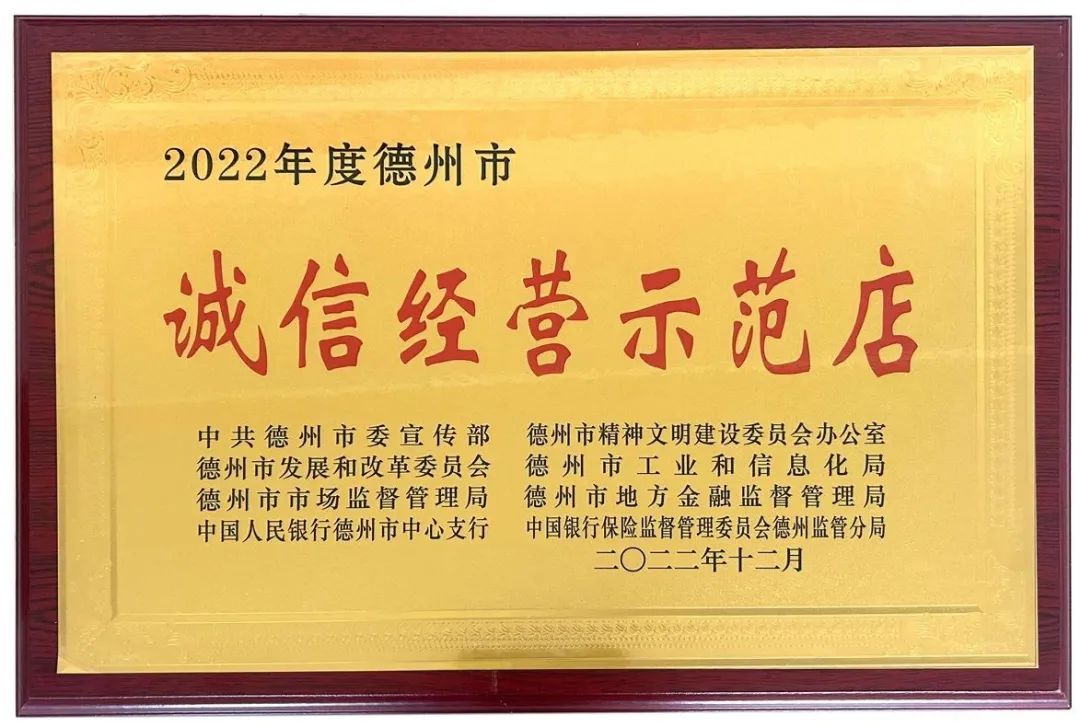 2022年度德州市
诚信经营示范店
中共德州市委宣传部 德州市精神文明建设委员会办公室
德州市发展和改革委员会 德州市工业和信息化局
德州市市场监督管理局 德州市地方金融监督管理局
中国人民银行德州市中心支行 中国银行保险监督管理委员会德州监管分局
二〇二二年十二月